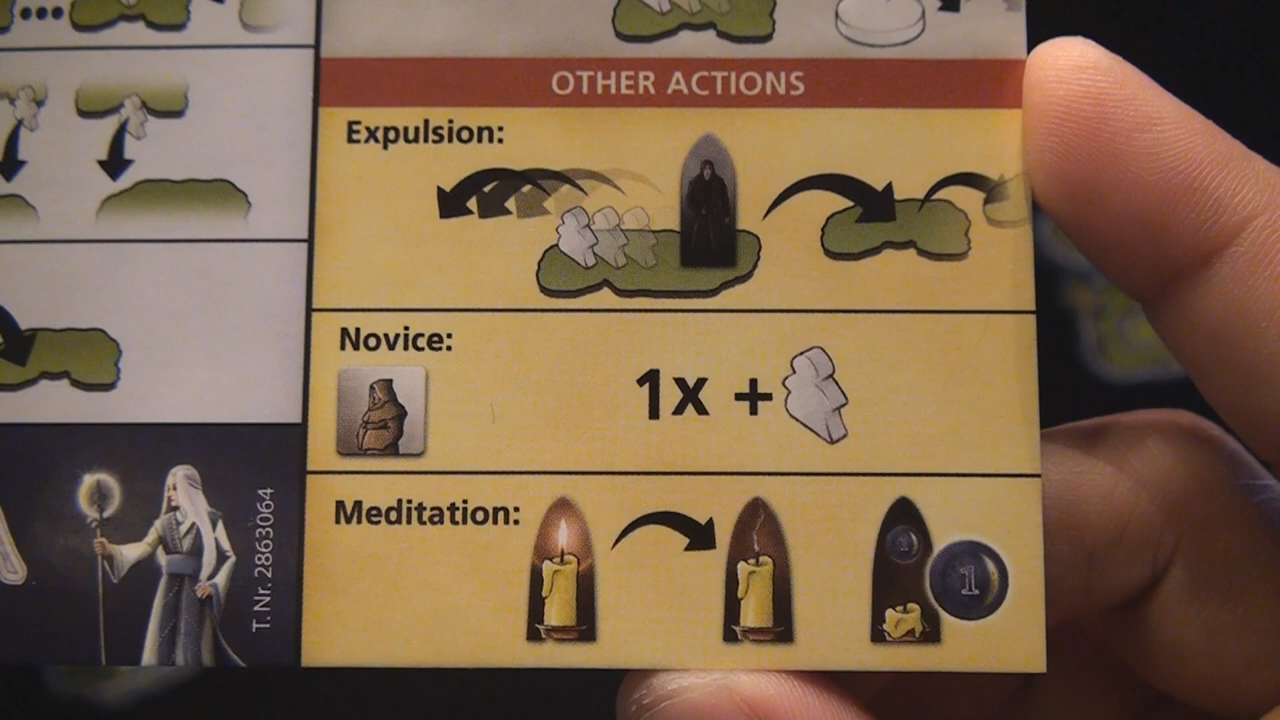 OTHER ACTIONS
Expulsion:
Novice:
1x +
Meditation:
1
1
T. Nr. 2863064